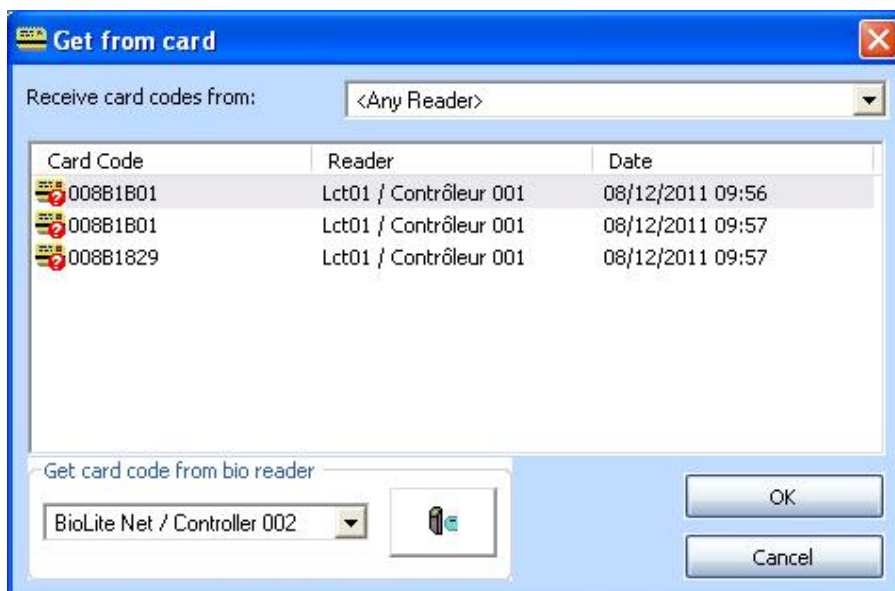 Get from card
Receive card codes from: <Any Reader>
Card Code Reader Date
008B1B01 Lct01 / Contrôleur 001 08/12/2011 09:56
008B1B01 Lct01 / Contrôleur 001 08/12/2011 09:57
008B1829 Lct01 / Contrôleur 001 08/12/2011 09:57
Get card code from bio reader
BioLite Net / Controller 002
OK
Cancel